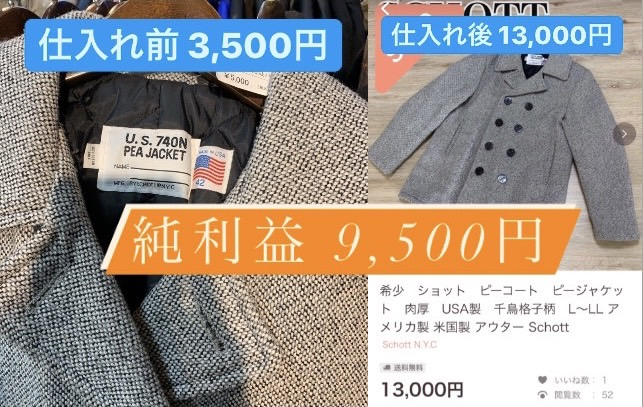 仕入れ前 3,500円
¥5,000
U.S. 740N
PEA JACKET
NAME
MADE IN USA
42
仕入れ後 13,000円
純利益 9,500円
希少 ショット ピーコート ピージャケッ
ト 肉厚 USA製 千鳥格子柄 L〜LL ア
メリカ製 米国製 アウター Schott
Schott N.Y.C
送料無料
13,000円
いいね数： 1
閲覧数 ： 52